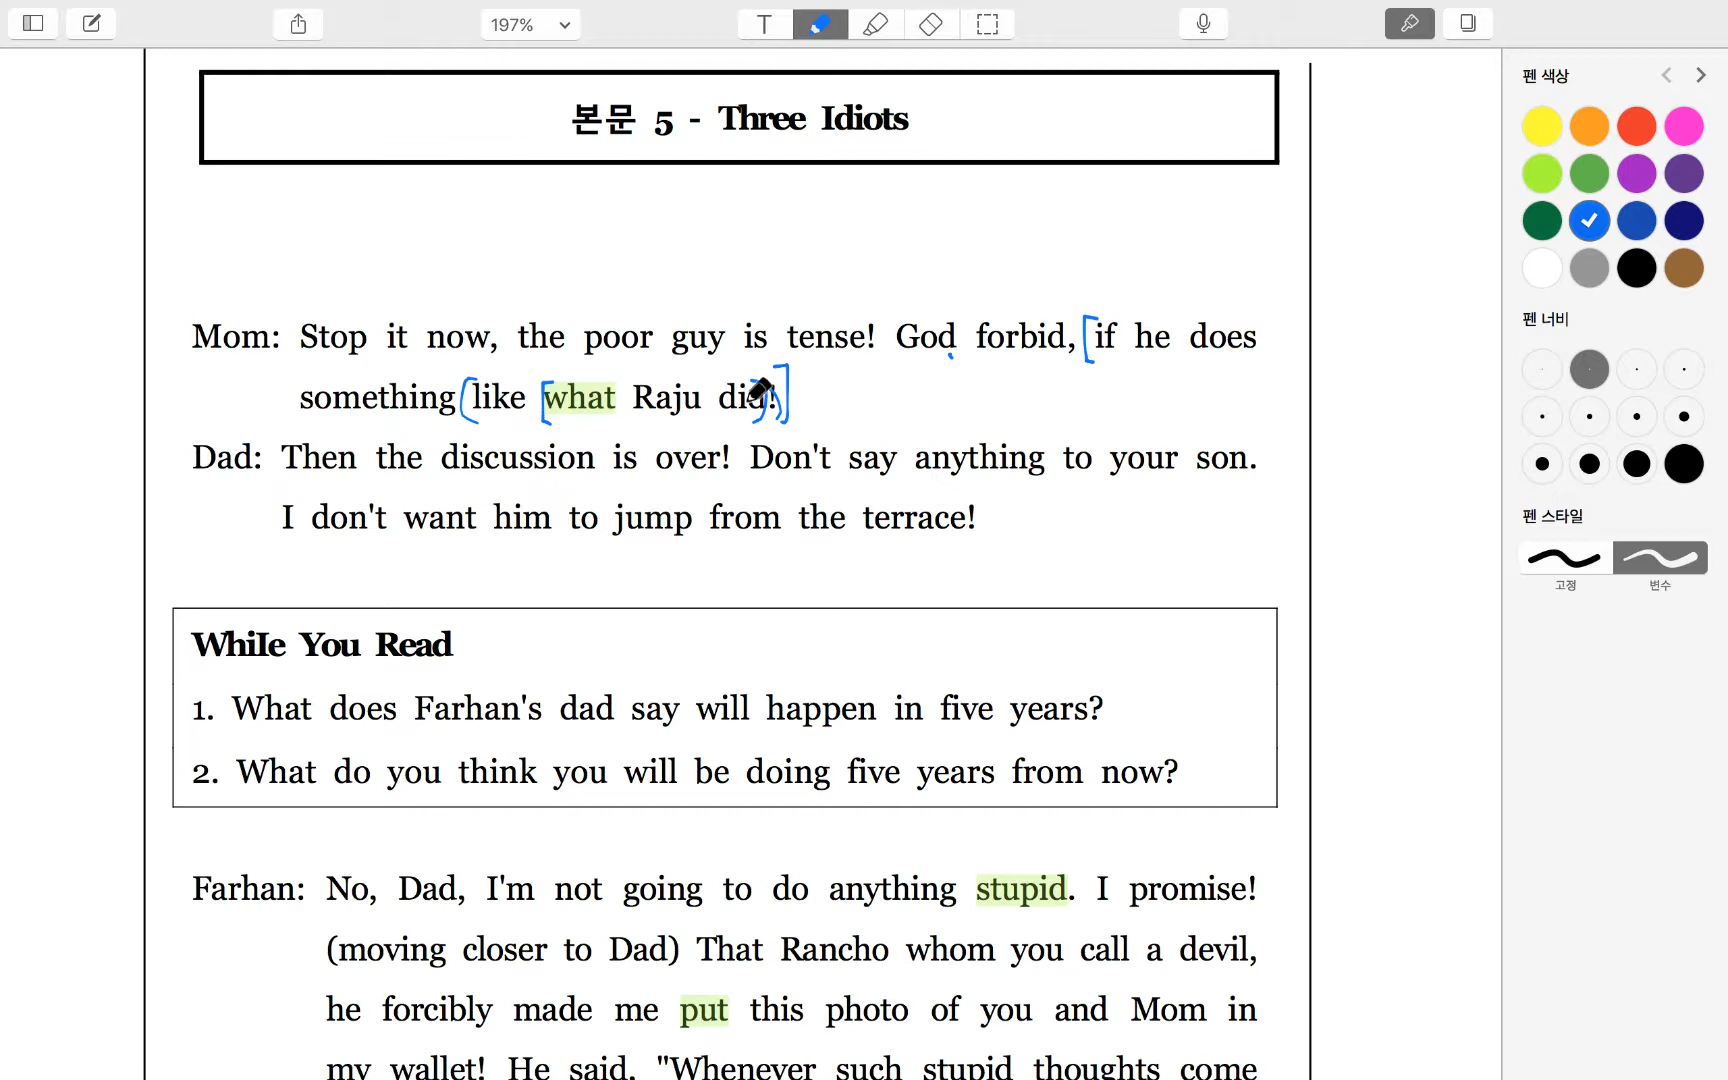 197%
T
펜 색상
본문 5 - Three Idiots
펜 너비
Mom: Stop it now, the poor guy is tense! God forbid, if he does
something like what Raju did!
Dad: Then the discussion is over! Don't say anything to your son.
I don't want him to jump from the terrace!
펜 스타일
고정
변수
While You Read
1. What does Farhan's dad say will happen in five years?
2. What do you think you will be doing five years from now?
Farhan: No, Dad, I'm not going to do anything stupid. I promise!
(moving closer to Dad) That Rancho whom you call a devil,
he forcibly made me put this photo of you and Mom in
my wallet! He said, "Whenever such stupid thoughts come